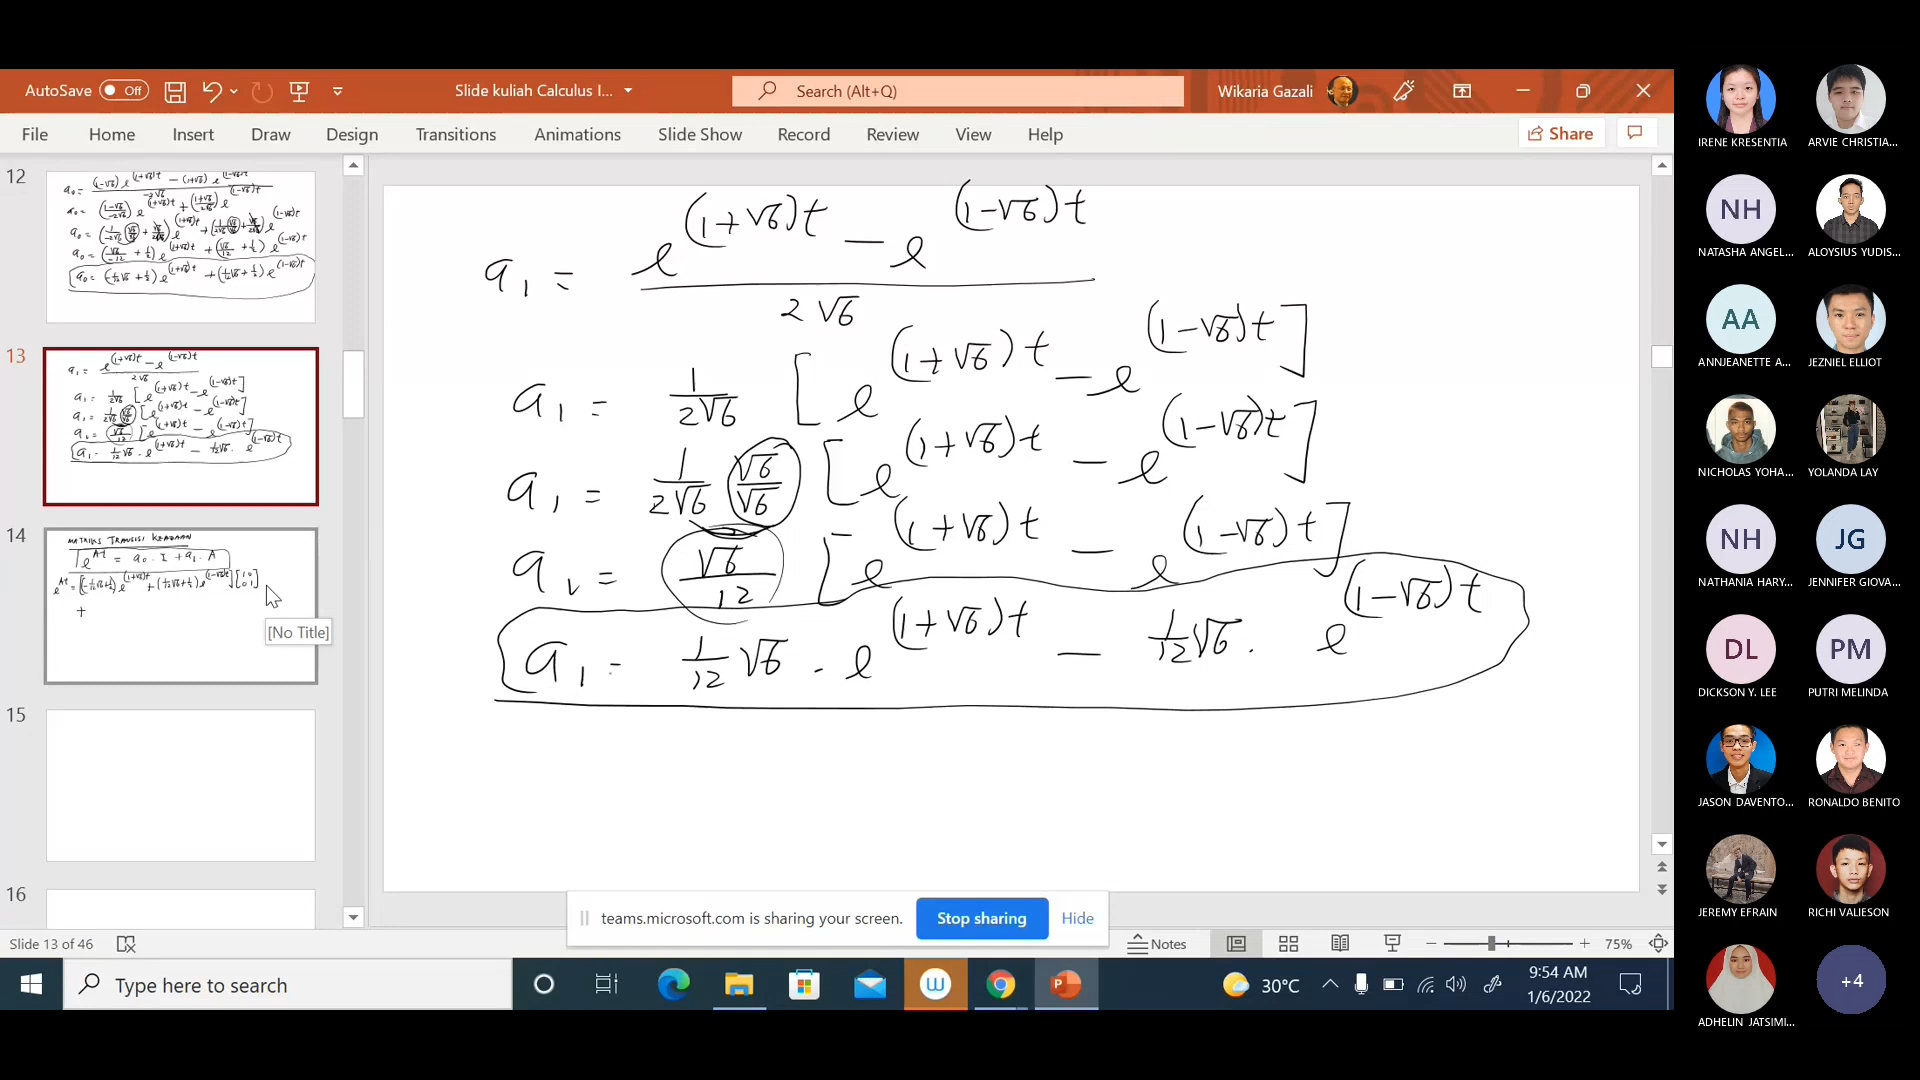 AutoSave Off
Slide kuliah Calculus I...
Search (Alt+Q)
Wikaria Gazali
File Home Insert Draw Design Transitions Animations Slide Show Record Review View Help
Share
12
13
14
MATRIKS TRANSISI KEADAAN
e^{At} = a₀ . I + a₁ . A
+
[No Title]
15
16
a₁ = (e^{(1+√6)t} − e^{(1−√6)t}) / 2√6
a₁ = 1/2√6 [e^{(1+√6)t} − e^{(1−√6)t}]
a₁ = 1/2√6 √6/√6 [e^{(1+√6)t} − e^{(1−√6)t}]
a₁ = √6/12 [e^{(1+√6)t} − e^{(1−√6)t}]
a₁ = 1/12 √6 . e^{(1+√6)t} − 1/12 √6 . e^{(1−√6)t}
teams.microsoft.com is sharing your screen.
Stop sharing
Hide
Slide 13 of 46
Notes
75%
Type here to search
30°C
9:54 AM
1/6/2022
IRENE KRESENTIA
ARVIE CHRISTIA...
NH
NATASHA ANGEL...
ALOYSIUS YUDIS...
AA
ANNJEANETTE A...
JEZNIEL ELLIOT
NICHOLAS YOHA...
YOLANDA LAY
NH
NATHANIA HARY...
JG
JENNIFER GIOVA...
DL
DICKSON Y. LEE
PM
PUTRI MELINDA
JASON DAVENTO...
RONALDO BENITO
JEREMY EFRAIN
RICHI VALIESON
ADHELIN JATSIMI...
+4